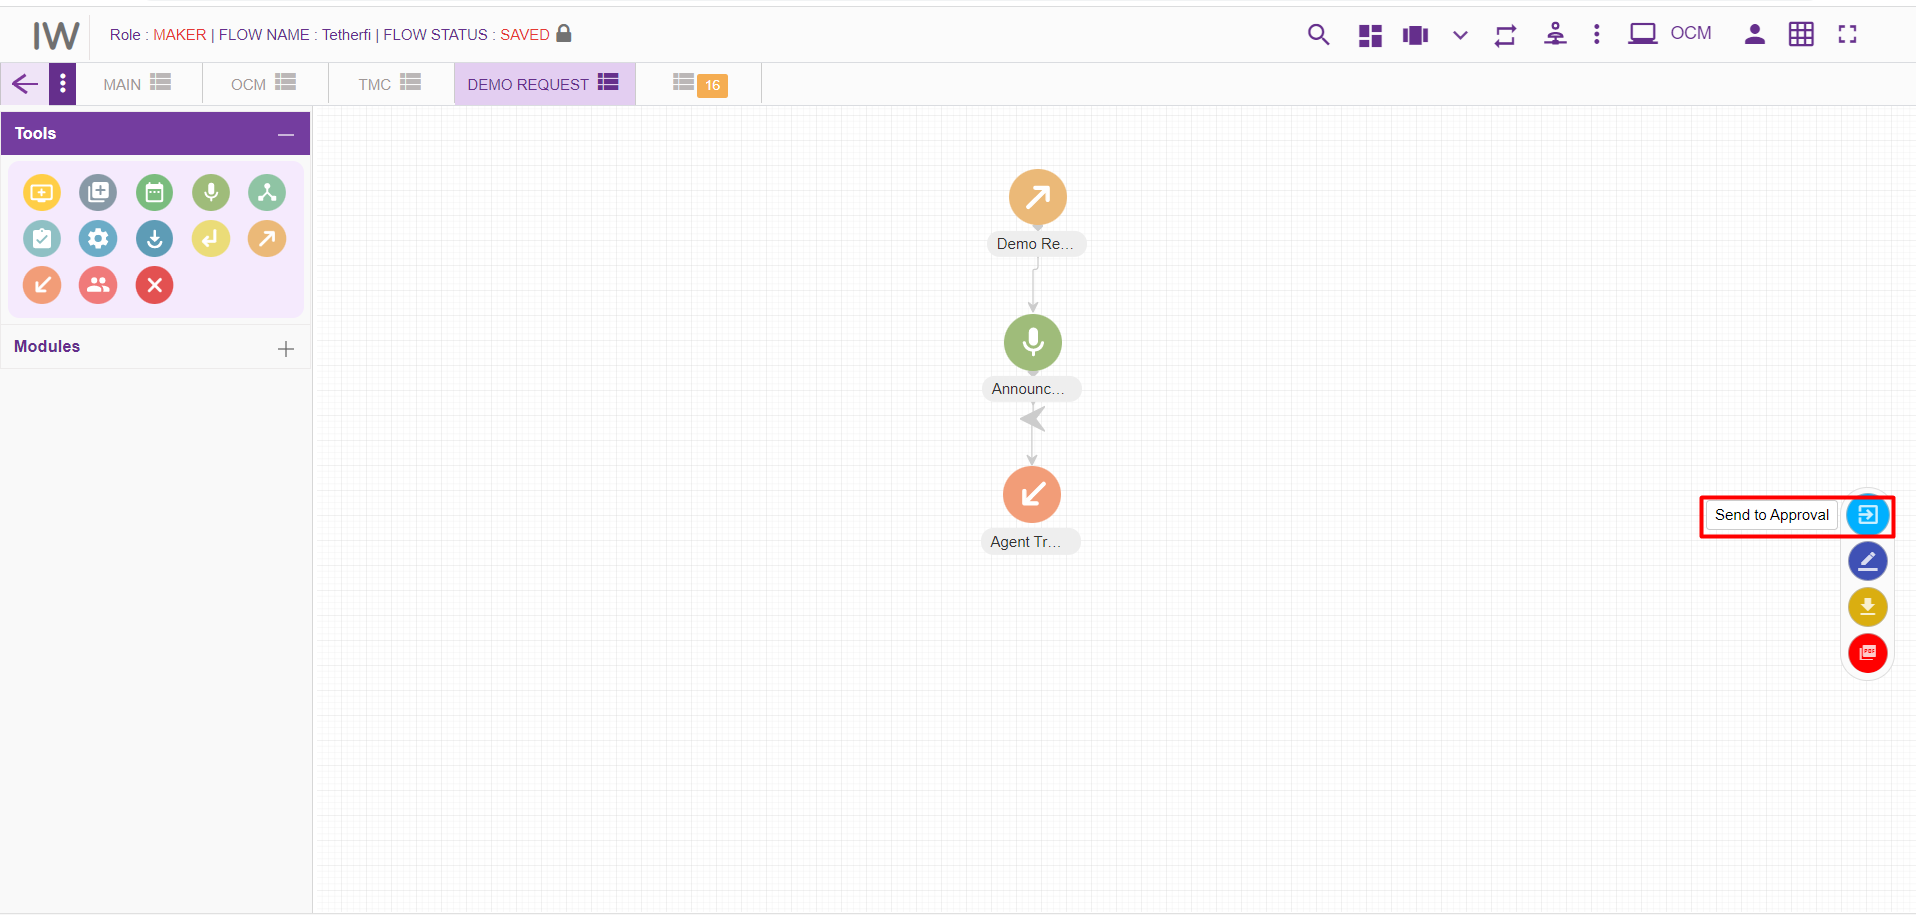 IW Role : MAKER | FLOW NAME : Tetherfi | FLOW STATUS : SAVED OCM
MAIN OCM TMC DEMO REQUEST 16
Tools
Modules
Demo Re...
Announc...
Agent Tr...
Send to Approval
PDF